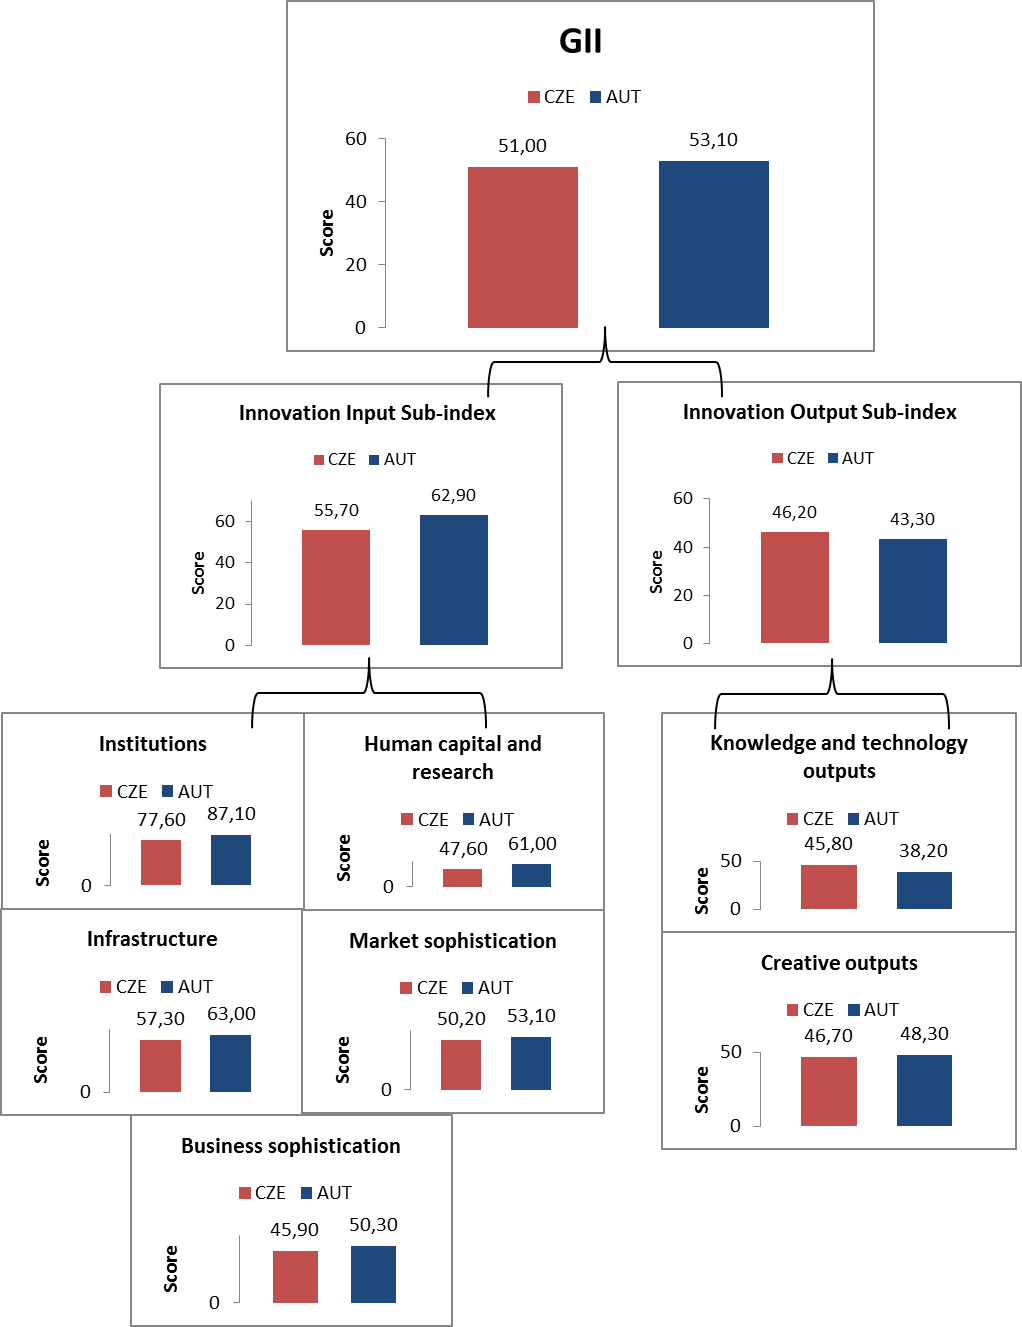 GII
CZE AUT
51,00 53,10
60
40
20
0
Score
Innovation Input Sub-index
CZE AUT
55,70 62,90
60
40
20
0
Score
Innovation Output Sub-index
CZE AUT
46,20 43,30
60
40
20
0
Score
Institutions
CZE AUT
77,60 87,10
0
Score
Human capital and
research
CZE AUT
47,60 61,00
0
Score
Knowledge and technology
outputs
CZE AUT
45,80 38,20
50
0
Score
Infrastructure
CZE AUT
57,30 63,00
0
Score
Market sophistication
CZE AUT
50,20 53,10
0
Score
Creative outputs
CZE AUT
46,70 48,30
50
0
Score
Business sophistication
CZE AUT
45,90 50,30
0
Score